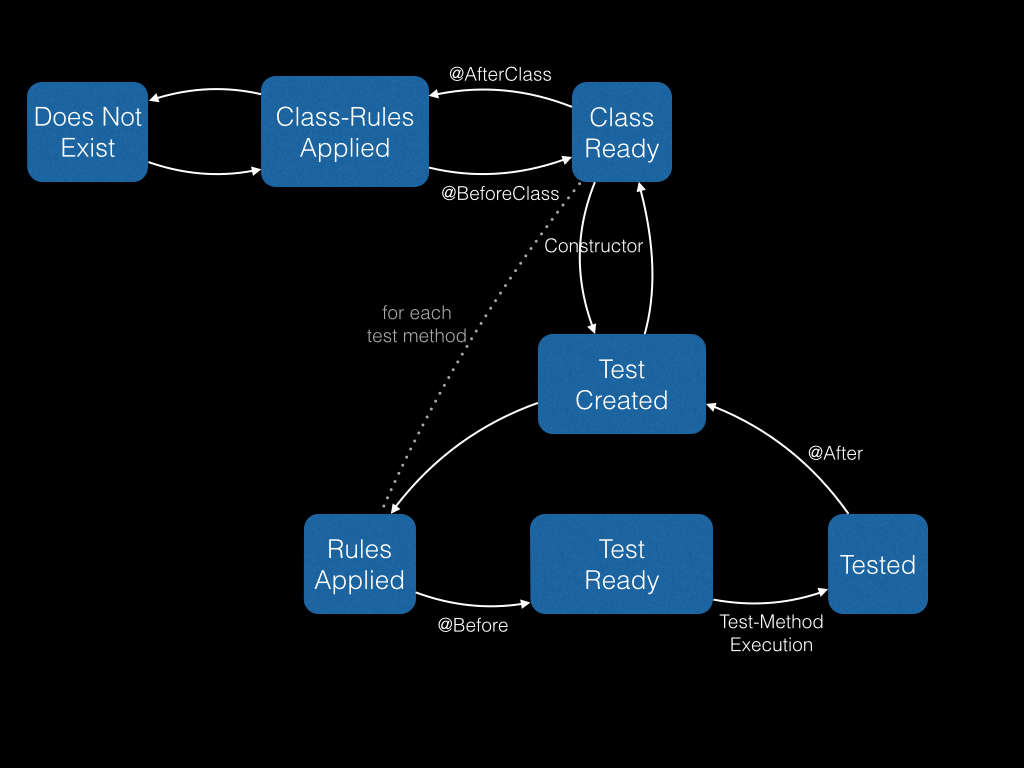 @AfterClass
Does Not
Exist
Class-Rules
Applied
Class
Ready
@BeforeClass
Constructor
for each
test method
Test
Created
@After
Rules
Applied
Test
Ready
Tested
@Before
Test-Method
Execution